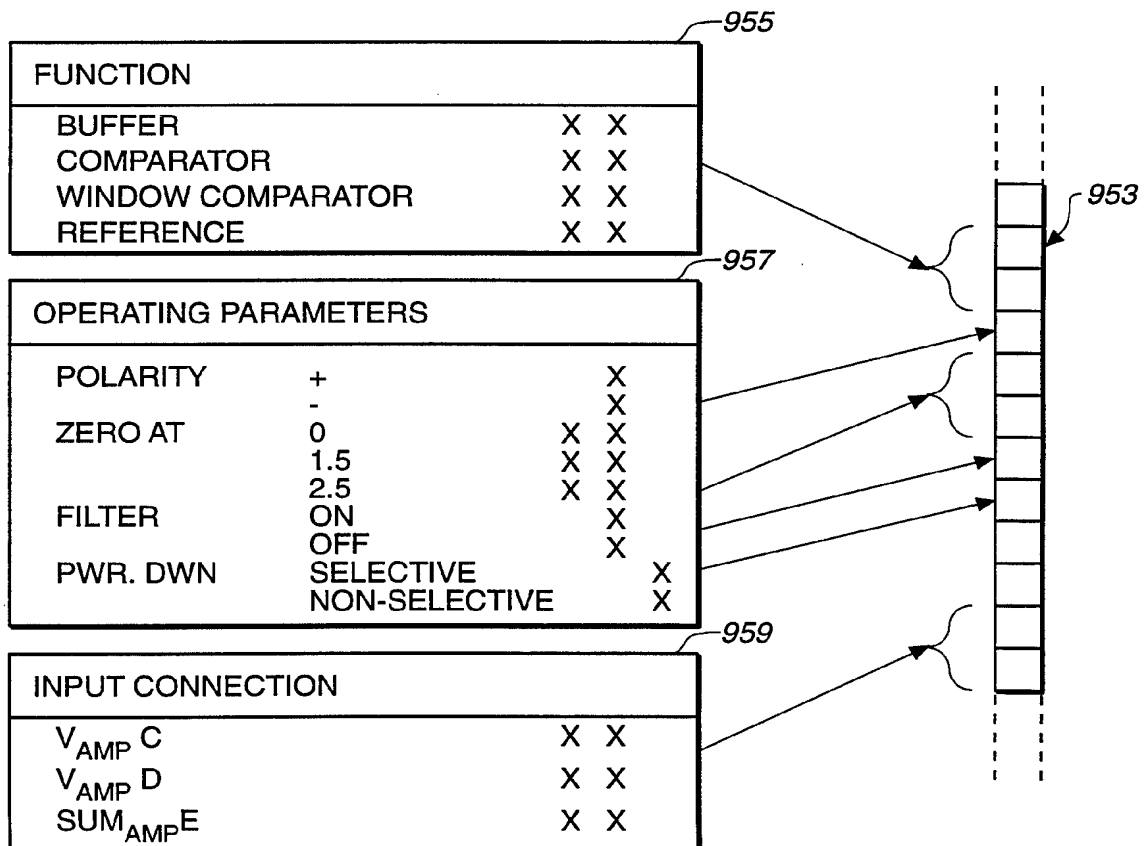 955
FUNCTION
BUFFER X X
COMPARATOR X X
WINDOW COMPARATOR X X
REFERENCE X X
953
957
OPERATING PARAMETERS
POLARITY + X
- X
ZERO AT 0 X X
1.5 X X
2.5 X X
FILTER ON X
OFF X
PWR. DWN SELECTIVE X
NON-SELECTIVE X
959
INPUT CONNECTION
VAMP C X X
VAMP D X X
SUMAMPE X X